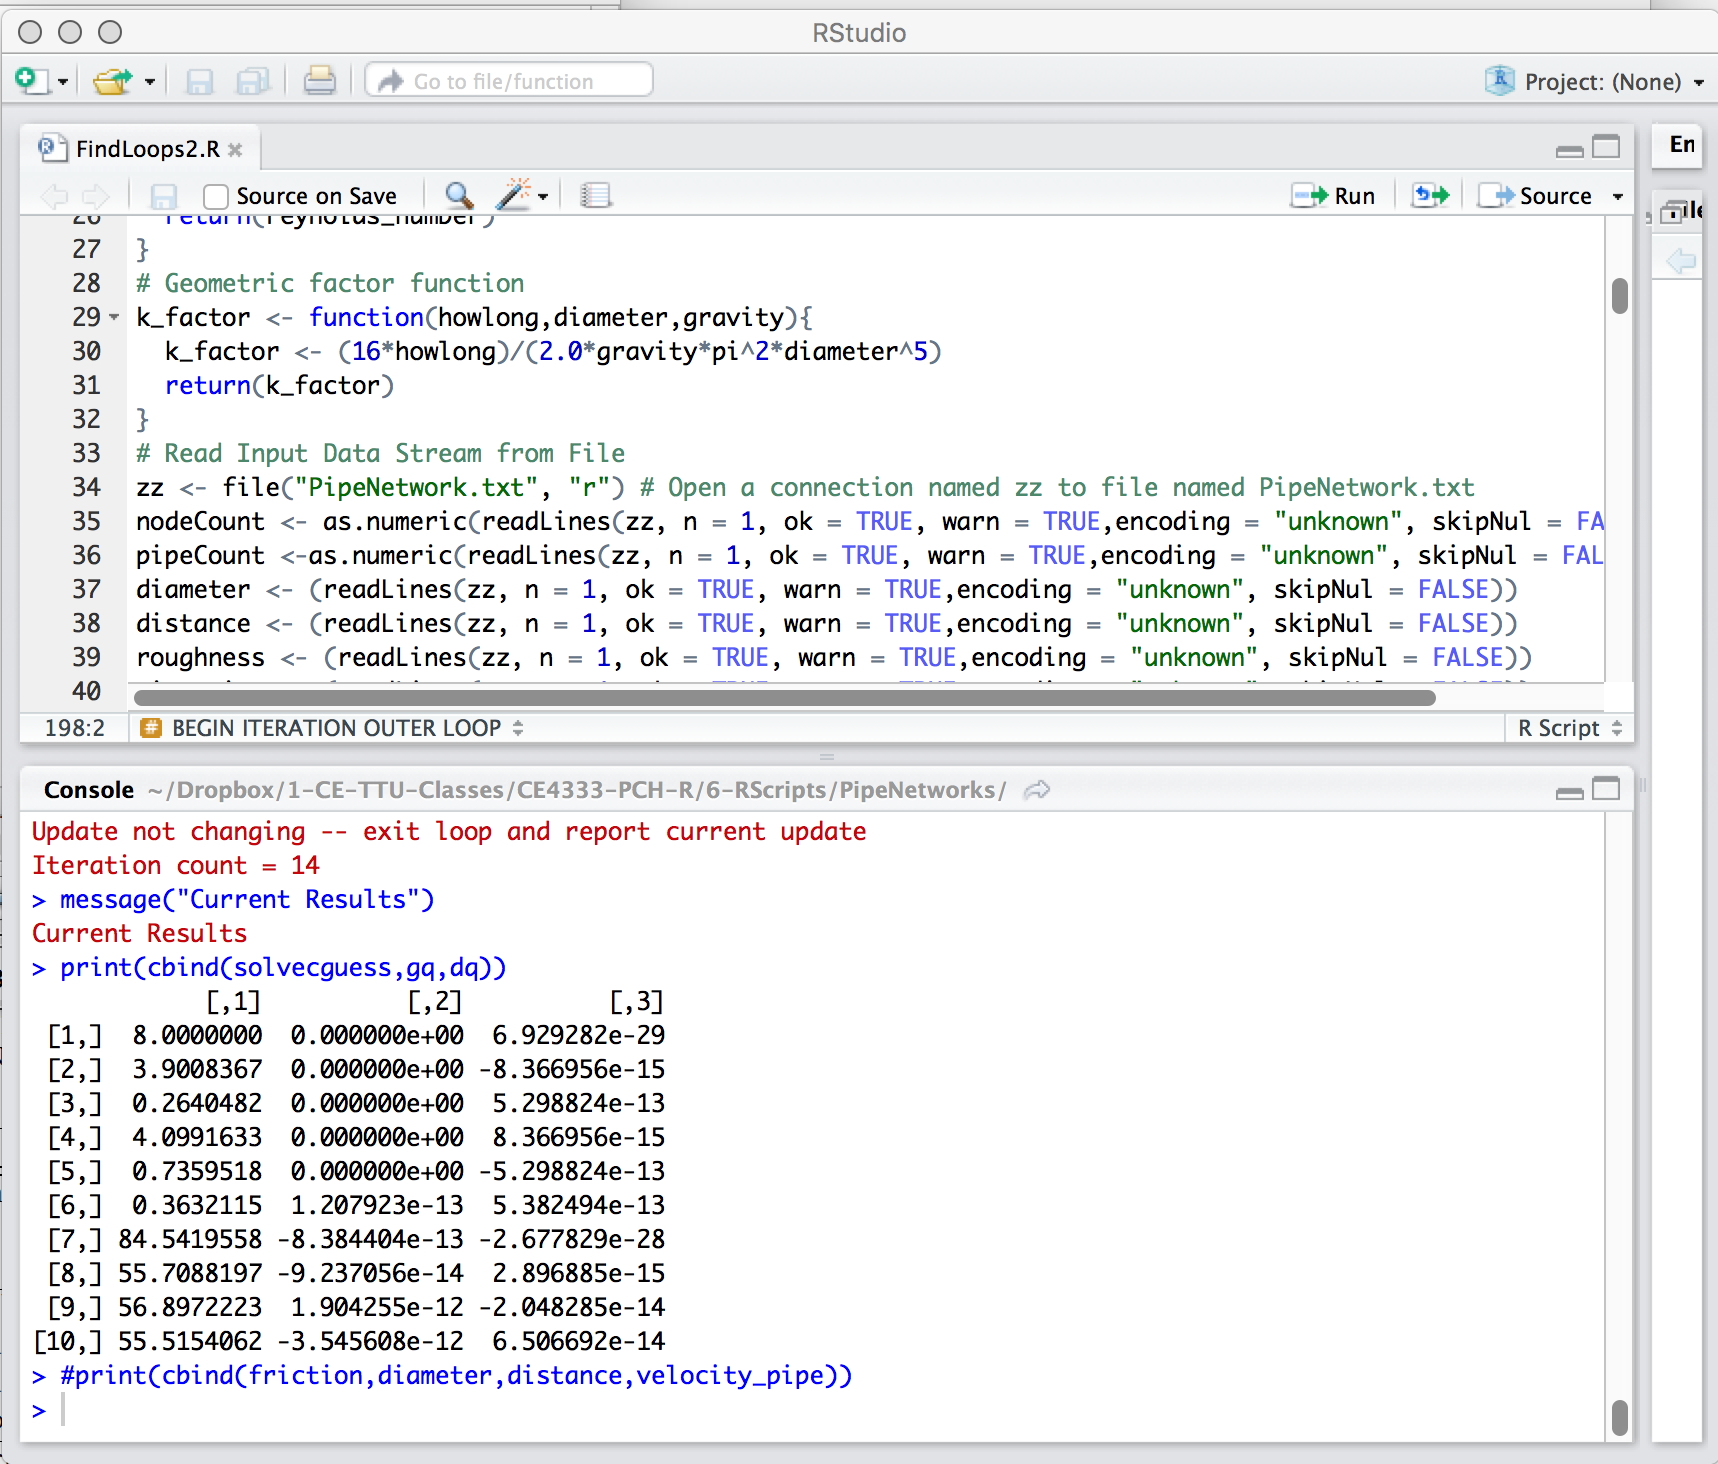 RStudio
Go to file/function
Project: (None)
FindLoops2.R
En
Source on Save
Run
Source
26 return(reynolds_number)
27 }
28 # Geometric factor function
29 k_factor <- function(howlong,diameter,gravity){
30 k_factor <- (16*howlong)/(2.0*gravity*pi^2*diameter^5)
31 return(k_factor)
32 }
33 # Read Input Data Stream from File
34 zz <- file("PipeNetwork.txt", "r") # Open a connection named zz to file named PipeNetwork.txt
35 nodeCount <- as.numeric(readLines(zz, n = 1, ok = TRUE, warn = TRUE,encoding = "unknown", skipNul = FA
36 pipeCount <-as.numeric(readLines(zz, n = 1, ok = TRUE, warn = TRUE,encoding = "unknown", skipNul = FAL
37 diameter <- (readLines(zz, n = 1, ok = TRUE, warn = TRUE,encoding = "unknown", skipNul = FALSE))
38 distance <- (readLines(zz, n = 1, ok = TRUE, warn = TRUE,encoding = "unknown", skipNul = FALSE))
39 roughness <- (readLines(zz, n = 1, ok = TRUE, warn = TRUE,encoding = "unknown", skipNul = FALSE))
40
198:2 # BEGIN ITERATION OUTER LOOP R Script
Console ~/Dropbox/1-CE-TTU-Classes/CE4333-PCH-R/6-RScripts/PipeNetworks/
Update not changing -- exit loop and report current update
Iteration count = 14
> message("Current Results")
Current Results
> print(cbind(solvecguess,gq,dq))
[,1] [,2] [,3]
[1,] 8.0000000 0.000000e+00 6.929282e-29
[2,] 3.9008367 0.000000e+00 -8.366956e-15
[3,] 0.2640482 0.000000e+00 5.298824e-13
[4,] 4.0991633 0.000000e+00 8.366956e-15
[5,] 0.7359518 0.000000e+00 -5.298824e-13
[6,] 0.3632115 1.207923e-13 5.382494e-13
[7,] 84.5419558 -8.384404e-13 -2.677829e-28
[8,] 55.7088197 -9.237056e-14 2.896885e-15
[9,] 56.8972223 1.904255e-12 -2.048285e-14
[10,] 55.5154062 -3.545608e-12 6.506692e-14
> #print(cbind(friction,diameter,distance,velocity_pipe))
>